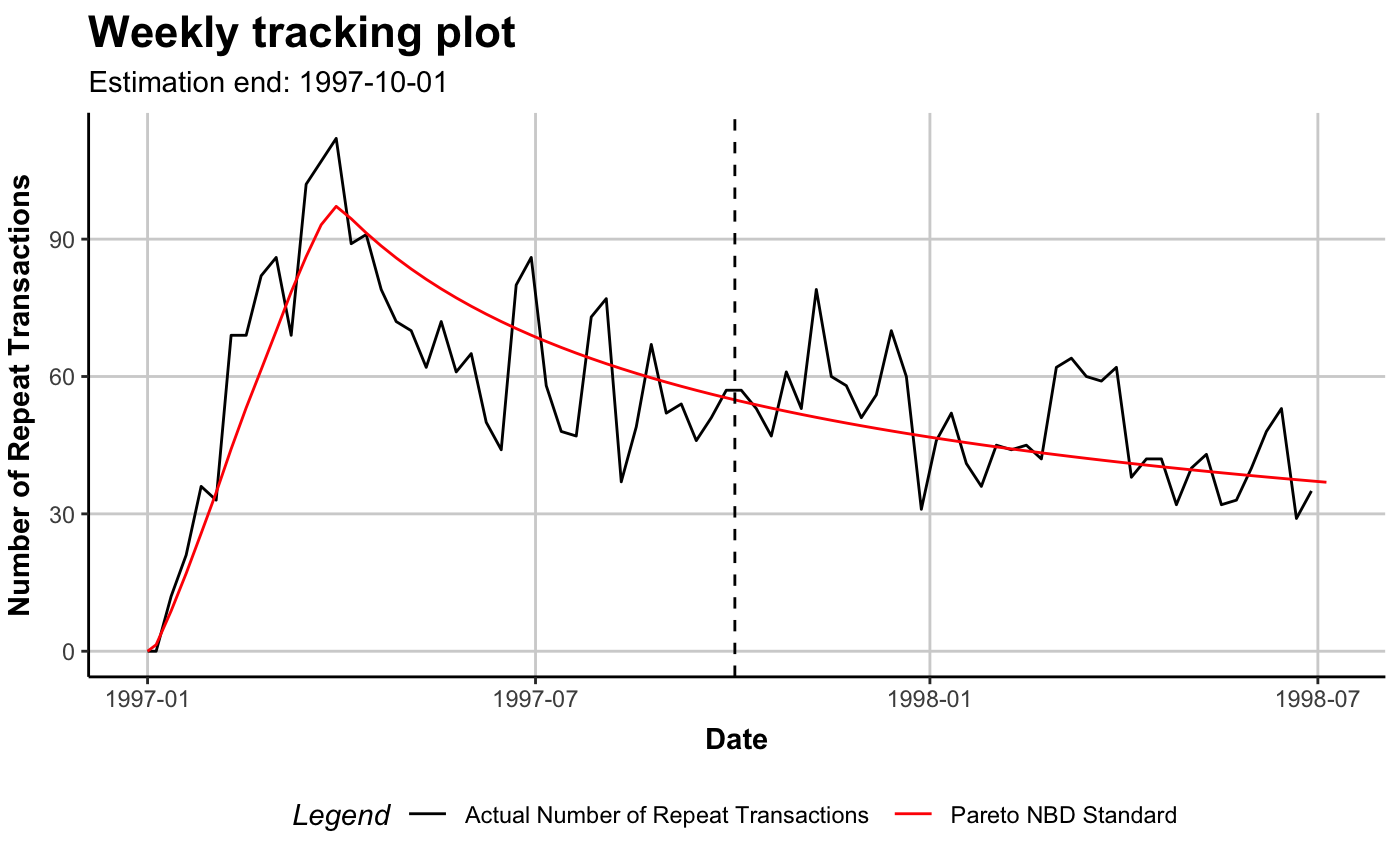 Weekly tracking plot
Estimation end: 1997-10-01
Number of Repeat Transactions
90
60
30
0
1997-01 1997-07 1998-01 1998-07
Date
Legend Actual Number of Repeat Transactions Pareto NBD Standard